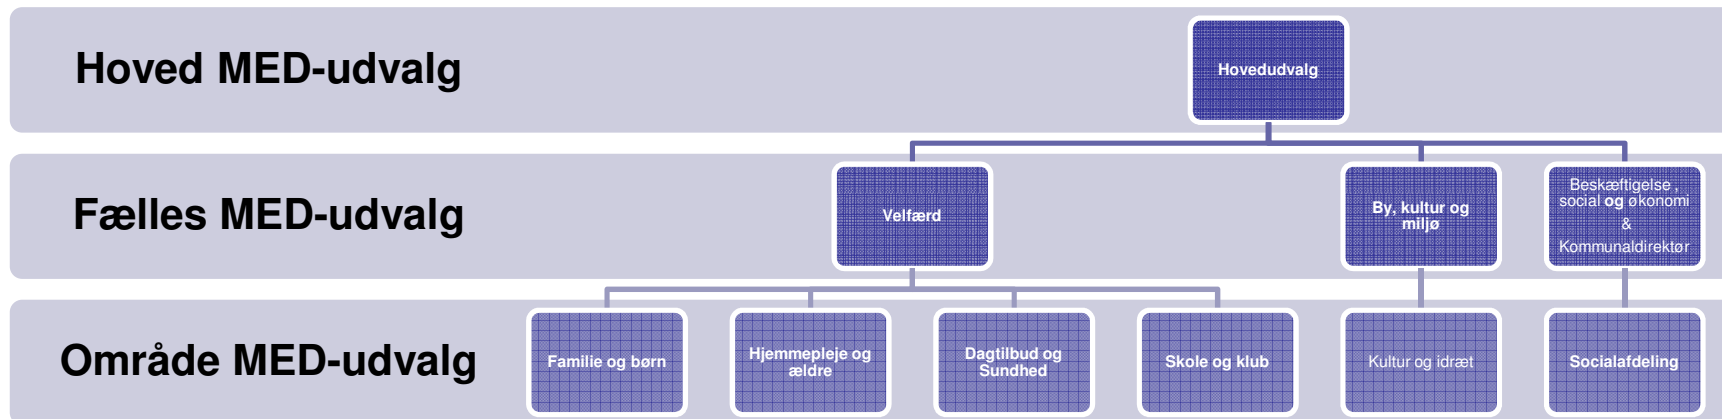 Hoved MED-udvalg
Hovedudvalg
Fælles MED-udvalg
Velfærd
By, kultur og
miljø
Beskæftigelse ,
social og økonomi
&
Kommunaldirektør
Område MED-udvalg
Familie og børn
Hjemmepleje og
ældre
Dagtilbud og
Sundhed
Skole og klub
Kultur og idræt
Socialafdeling